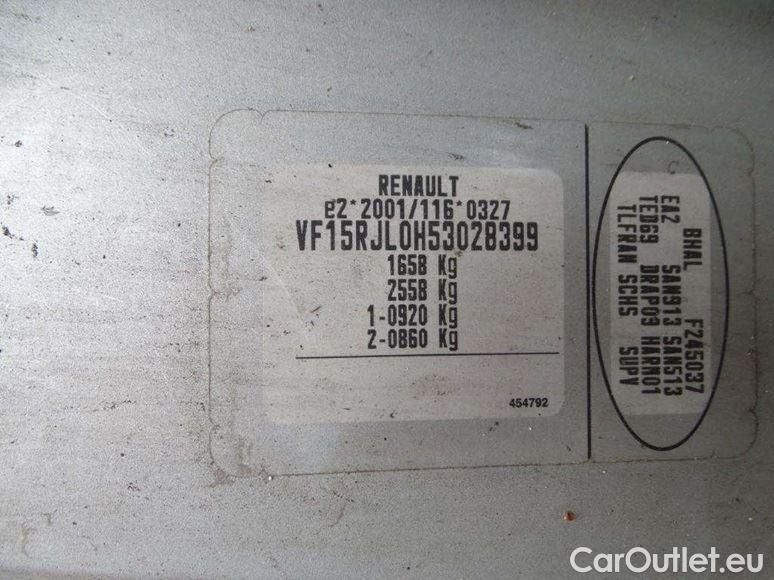 RENAULT
e2*2001/116*0327
VF15RJL0H53028399
1658 Kg
2558 Kg
1-0920 Kg
2-0860 Kg
454792
BHAL F245037
EA2 SAN913 SAN513
TED69 DRAP09 HARM01
TLFRAN SCHS SUPV
CarOutlet.eu